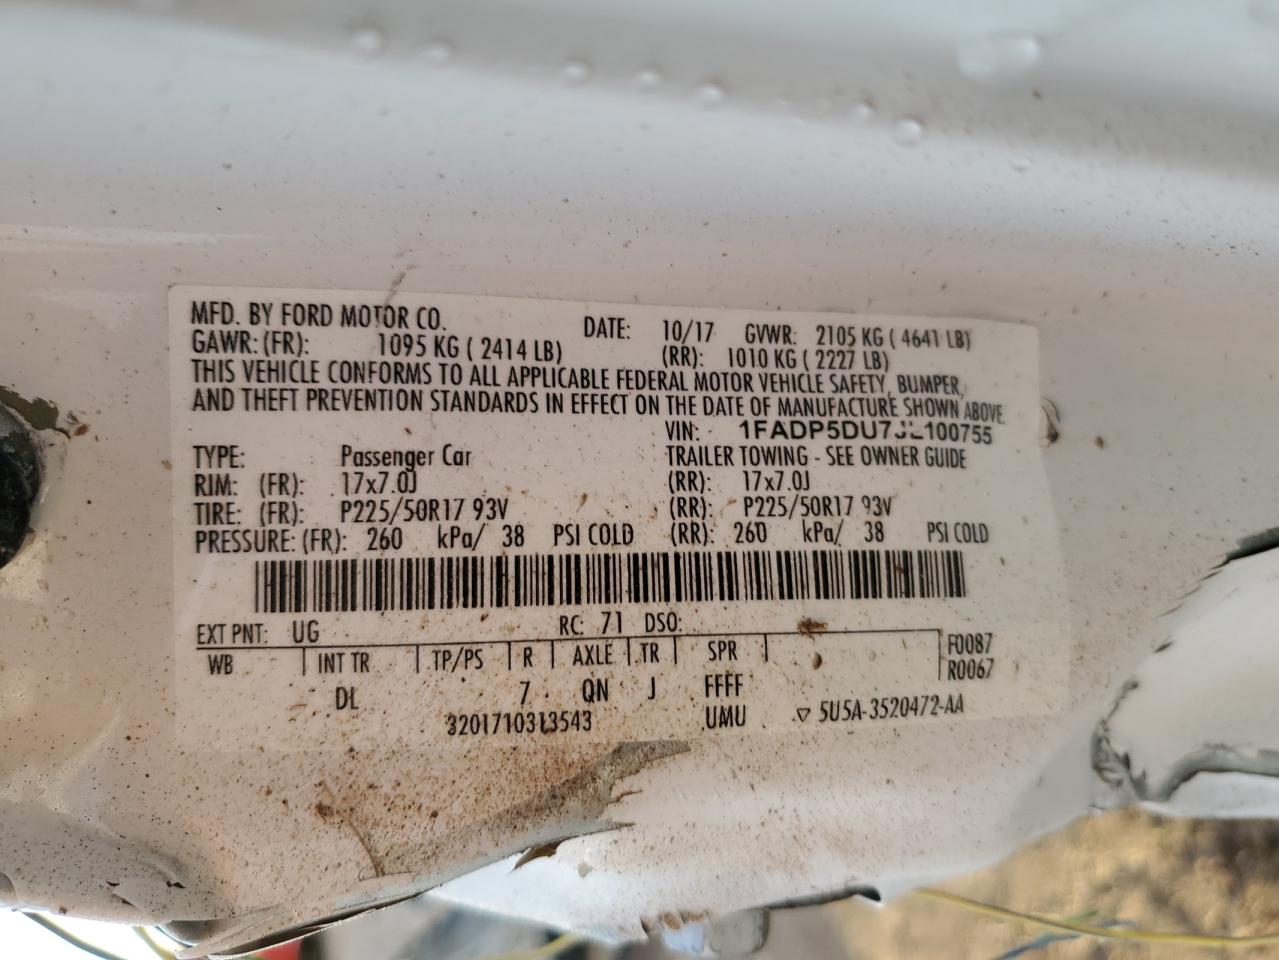 MFD. BY FORD MOTOR CO. DATE: 10/17 GVWR: 2105 KG ( 4641 LB)
GAWR: (FR): 1095 KG ( 2414 LB) (RR): 1010 KG ( 2227 LB)
THIS VEHICLE CONFORMS TO ALL APPLICABLE FEDERAL MOTOR VEHICLE SAFETY, BUMPER,
AND THEFT PREVENTION STANDARDS IN EFFECT ON THE DATE OF MANUFACTURE SHOWN ABOVE
VIN: 1FADP5DU7JL100755
TYPE: Passenger Car TRAILER TOWING - SEE OWNER GUIDE
RIM: (FR): 17x7.0J (RR): 17x7.0J
TIRE: (FR): P225/50R17 93V (RR): P225/50R17 93V
PRESSURE: (FR): 260 kPa/ 38 PSI COLD (RR): 260 kPa/ 38 PSI COLD
EXT PNT: UG RC: 71 DSO:
WB INT TR TP/PS R AXLE TR SPR F0087
R0067
DL 7 QN J FFFF
3201710313543 UMU ▽ 5U5A-3520472-AA